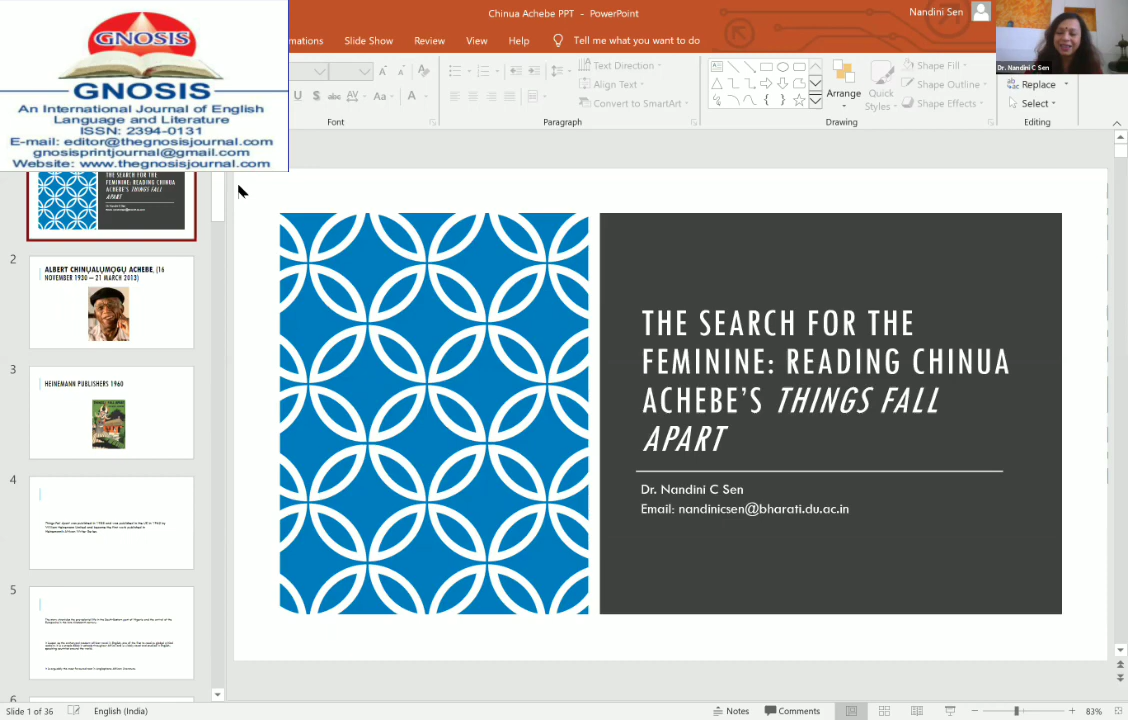 GNOSIS
GNOSIS
An International Journal of English
Language and Literature
ISSN: 2394-0131
E-mail: editor@thegnosisjournal.com
gnosisprintjournal@gmail.com
Website: www.thegnosisjournal.com
Chinua Achebe PPT - PowerPoint
Nandini Sen
mations Slide Show Review View Help Tell me what you want to do
Dr. Nandini C Sen
Text Direction
Align Text
Convert to SmartArt
Arrange
Quick
Styles
Shape Fill
Shape Outline
Shape Effects
Replace
Select
Font
Paragraph
Drawing
Editing
THE SEARCH FOR THE
FEMININE: READING CHINUA
ACHEBE'S THINGS FALL
APART
2
ALBERT CHINỤALỤMỌGỤ ACHEBE, (16
NOVEMBER 1930 – 21 MARCH 2013)
3
HEINEMANN PUBLISHERS 1960
4
5
6
THE SEARCH FOR THE
FEMININE: READING CHINUA
ACHEBE’S THINGS FALL
APART
Dr. Nandini C Sen
Email: nandinicsen@bharati.du.ac.in
Slide 1 of 36
English (India)
Notes
Comments
83%